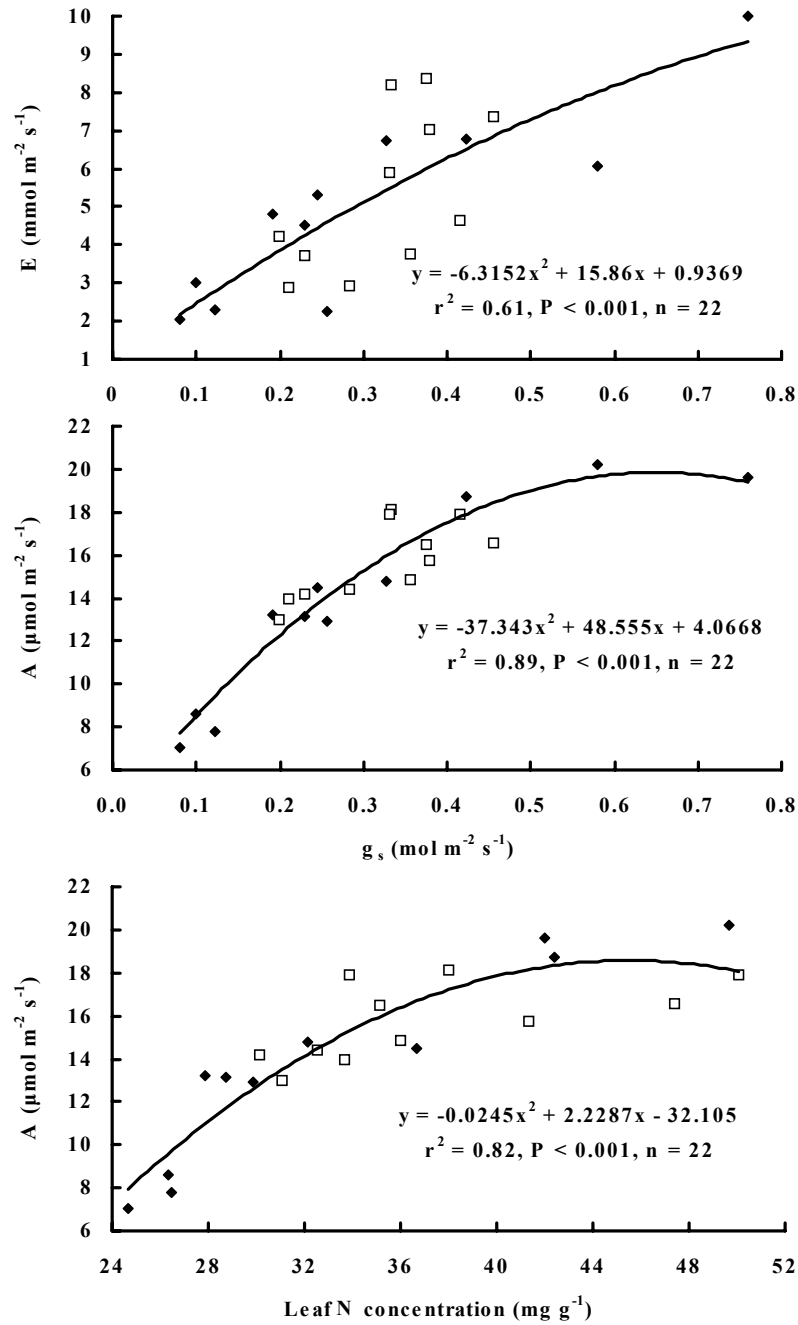 10
9
8
7
6
5
4
3
2
1
E (mmol m⁻² s⁻¹)
y = -6.3152x² + 15.86x + 0.9369
r² = 0.61, P < 0.001, n = 22
0 0.1 0.2 0.3 0.4 0.5 0.6 0.7 0.8
22
20
18
16
14
12
10
8
6
A (µmol m⁻² s⁻¹)
y = -37.343x² + 48.555x + 4.0668
r² = 0.89, P < 0.001, n = 22
0.0 0.1 0.2 0.3 0.4 0.5 0.6 0.7 0.8
g s (mol m⁻² s⁻¹)
22
20
18
16
14
12
10
8
6
A (µmol m⁻² s⁻¹)
y = -0.0245x² + 2.2287x - 32.105
r² = 0.82, P < 0.001, n = 22
24 28 32 36 40 44 48 52
Leaf N concentration (mg g⁻¹)